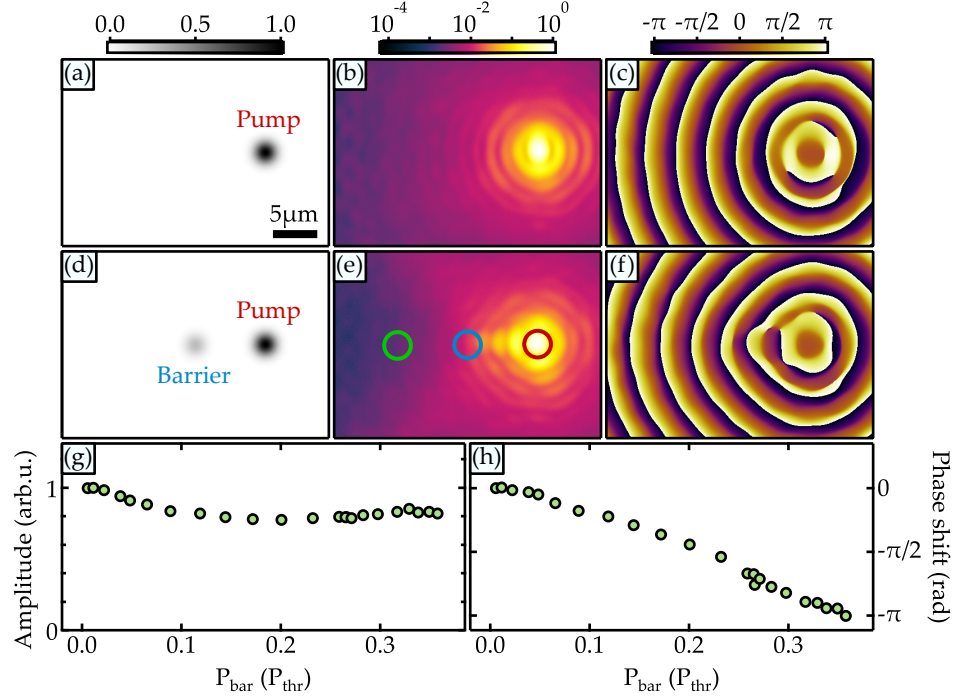 0.0 0.5 1.0
10^-4 10^-2 10^0
-π -π/2 0 π/2 π
(a)
Pump
5μm
(b)
(c)
(d)
Pump
Barrier
(e)
(f)
(g)
Amplitude (arb.u.)
1
0
0.0 0.1 0.2 0.3
P_bar (P_thr)
(h)
0
-π/2
-π
Phase shift (rad)
0.0 0.1 0.2 0.3
P_bar (P_thr)